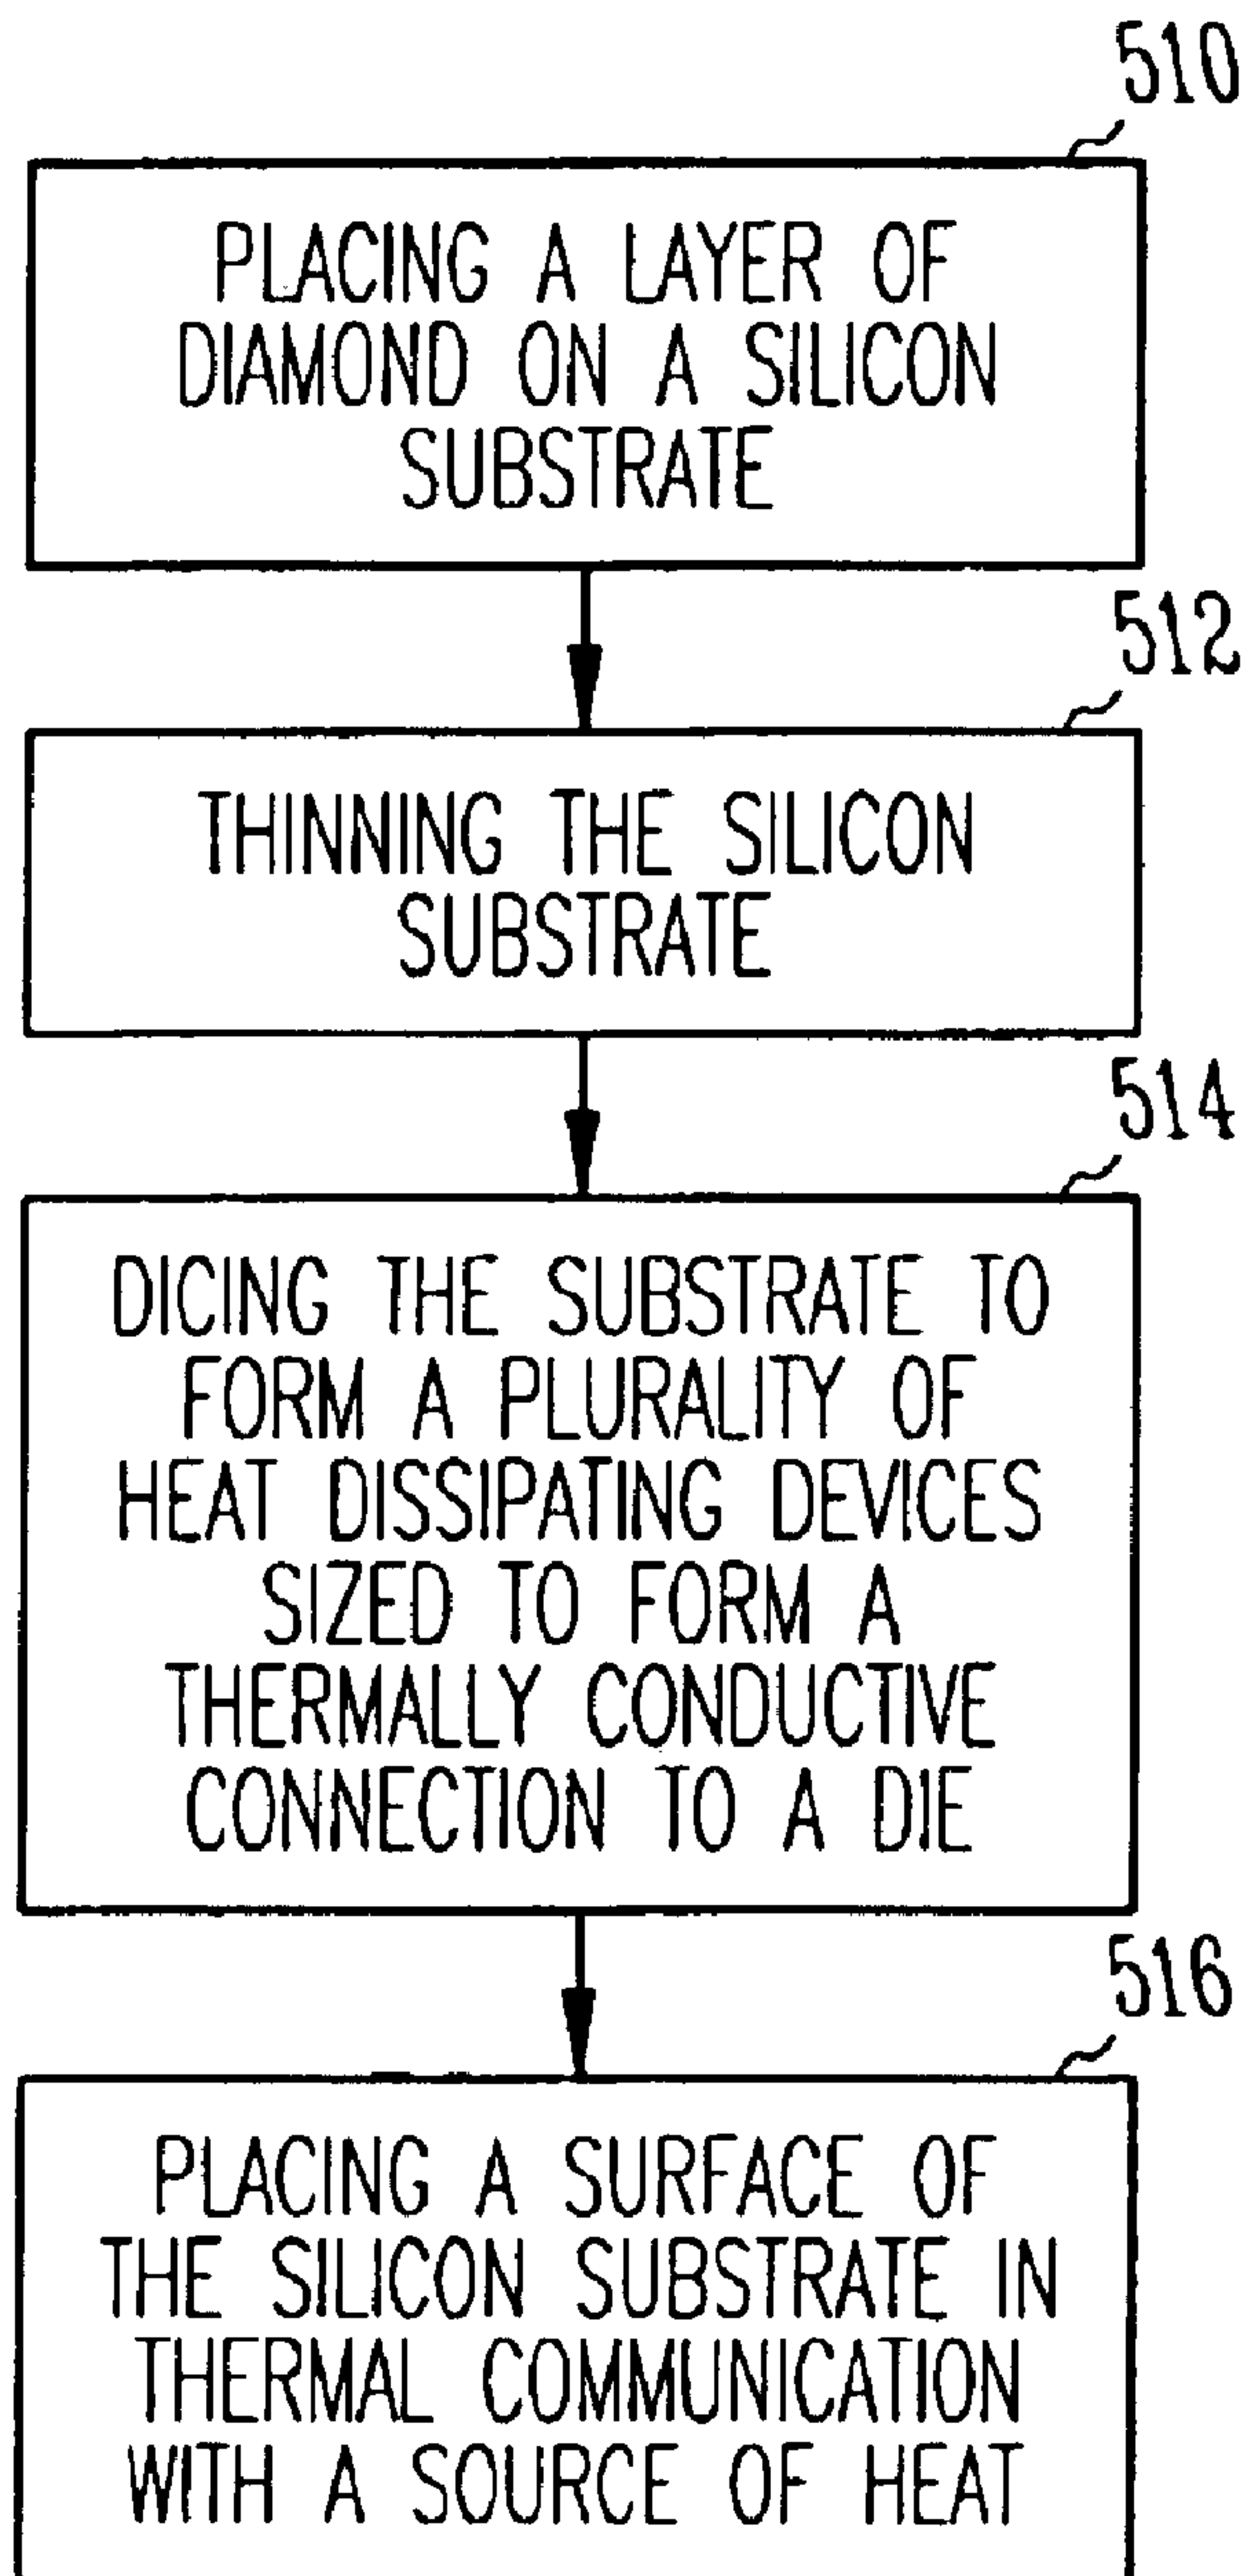 510
PLACING A LAYER OF
DIAMOND ON A SILICON
SUBSTRATE
512
THINNING THE SILICON
SUBSTRATE
514
DICING THE SUBSTRATE TO
FORM A PLURALITY OF
HEAT DISSIPATING DEVICES
SIZED TO FORM A
THERMALLY CONDUCTIVE
CONNECTION TO A DIE
516
PLACING A SURFACE OF
THE SILICON SUBSTRATE IN
THERMAL COMMUNICATION
WITH A SOURCE OF HEAT